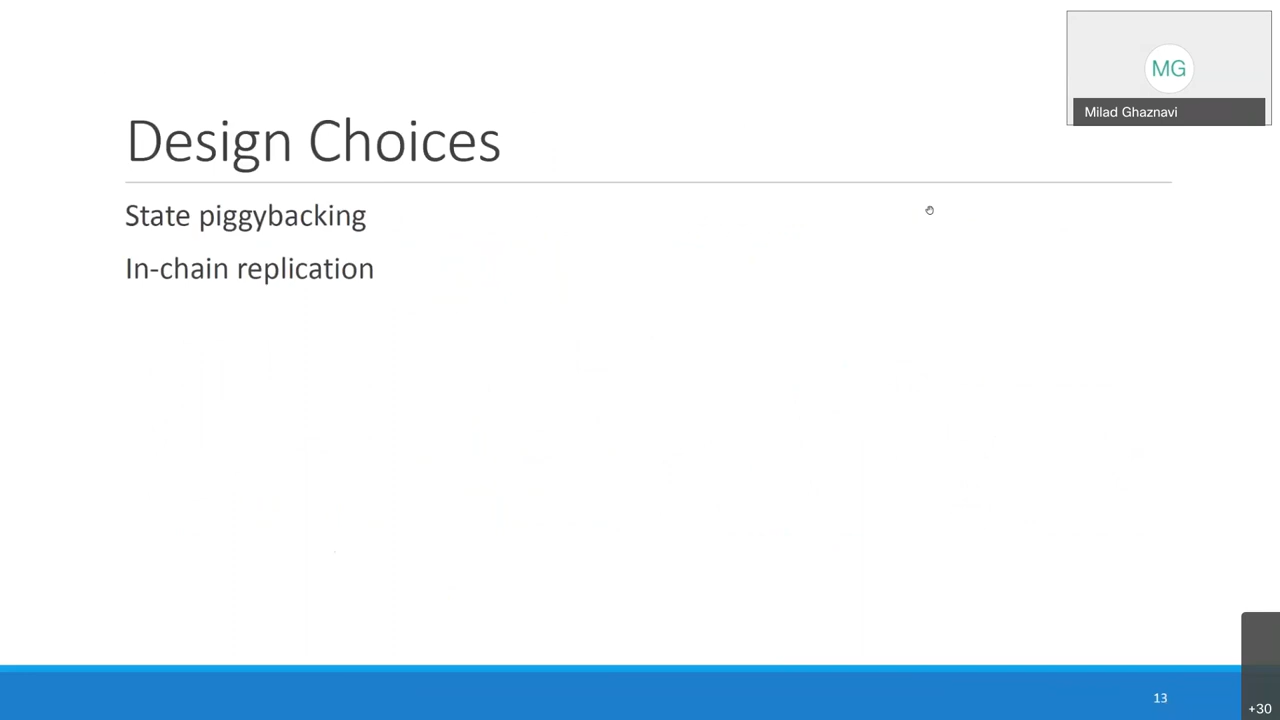 MG
Milad Ghaznavi
Design Choices
State piggybacking
In-chain replication
13
+30